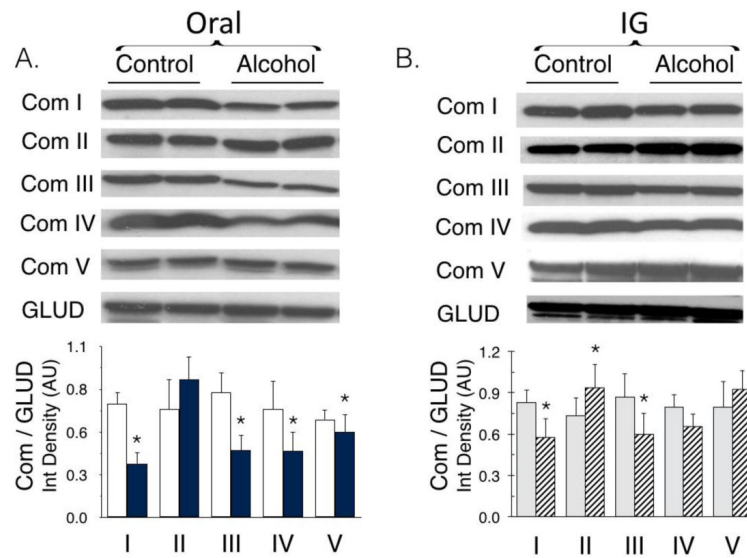 Oral
IG
A.
Control Alcohol
Com I
Com II
Com III
Com IV
Com V
GLUD
Com / GLUD
Int Density (AU)
1.1
0.8
0.6
0.3
0.0
* * * *
I II III IV V
B.
Control Alcohol
Com I
Com II
Com III
Com IV
Com V
GLUD
Com / GLUD
Int Density (AU)
1.2
0.9
0.6
0.3
0.0
* * *
I II III IV V